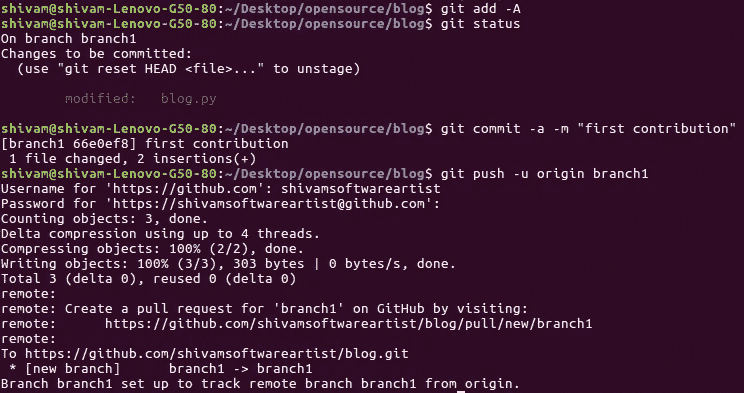 shivam@shivam-Lenovo-G50-80:~/Desktop/opensource/blog$ git add -A
shivam@shivam-Lenovo-G50-80:~/Desktop/opensource/blog$ git status
On branch branch1
Changes to be committed:
  (use "git reset HEAD <file>..." to unstage)
        modified:   blog.py
shivam@shivam-Lenovo-G50-80:~/Desktop/opensource/blog$ git commit -a -m "first contribution"
[branch1 66e0ef8] first contribution
 1 file changed, 2 insertions(+)
shivam@shivam-Lenovo-G50-80:~/Desktop/opensource/blog$ git push -u origin branch1
Username for 'https://github.com': shivamsoftwareartist
Password for 'https://shivamsoftwareartist@github.com':
Counting objects: 3, done.
Delta compression using up to 4 threads.
Compressing objects: 100% (2/2), done.
Writing objects: 100% (3/3), 303 bytes | 0 bytes/s, done.
Total 3 (delta 0), reused 0 (delta 0)
remote:
remote: Create a pull request for 'branch1' on GitHub by visiting:
remote:      https://github.com/shivamsoftwareartist/blog/pull/new/branch1
remote:
To https://github.com/shivamsoftwareartist/blog.git
 * [new branch]      branch1 -> branch1
Branch branch1 set up to track remote branch branch1 from origin.